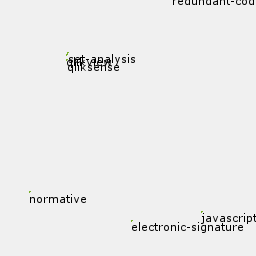 redundant-cod
set-analysis
qlikview
qliksense
normative
javascript
electronic-signature